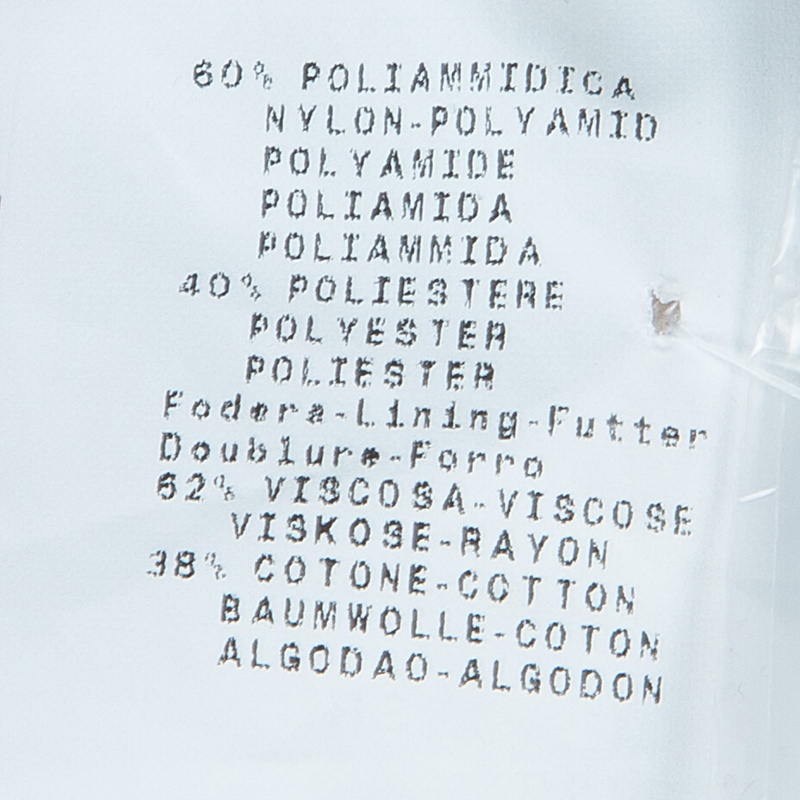 60% POLIAMMIDICA
NYLON-POLYAMID
POLYAMIDE
POLIAMIDA
POLIAMMIDA
40% POLIESTERE
POLYESTER
POLIESTER
Fodera-Lining-Futter
Doublure-Forro
62% VISCOSA-VISCOSE
VISKOSE-RAYON
38% COTONE-COTTON
BAUMWOLLE-COTON
ALGODAO-ALGODON